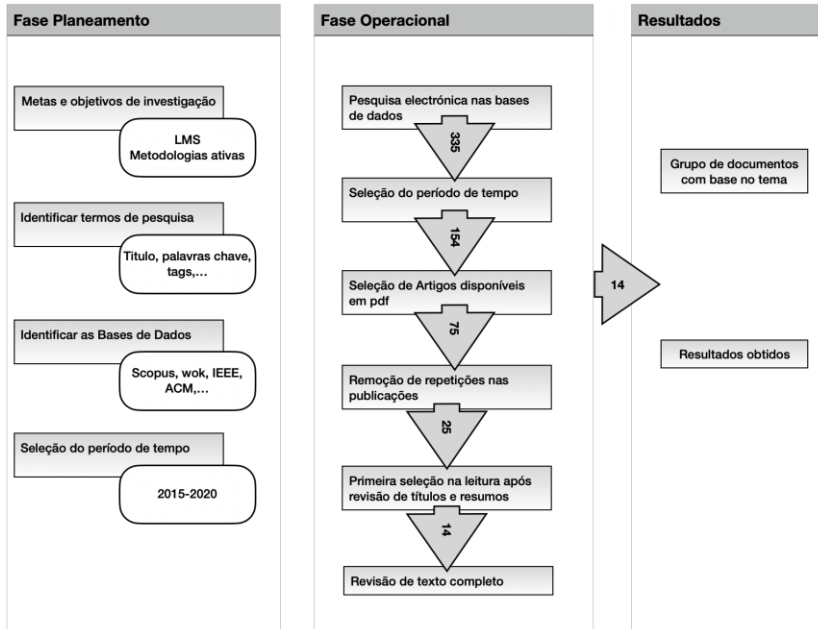 Fase Planeamento
Metas e objetivos de investigação
LMS
Metodologias ativas
Identificar termos de pesquisa
Titulo, palavras chave,
tags,...
Identificar as Bases de Dados
Scopus, wok, IEEE,
ACM,...
Seleção do período de tempo
2015-2020
Fase Operacional
Pesquisa electrónica nas bases
de dados
335
Seleção do período de tempo
154
Seleção de Artigos disponíveis
em pdf
75
Remoção de repetições nas
publicações
25
Primeira seleção na leitura após
revisão de títulos e resumos
14
Revisão de texto completo
14
Resultados
Grupo de documentos
com base no tema
Resultados obtidos